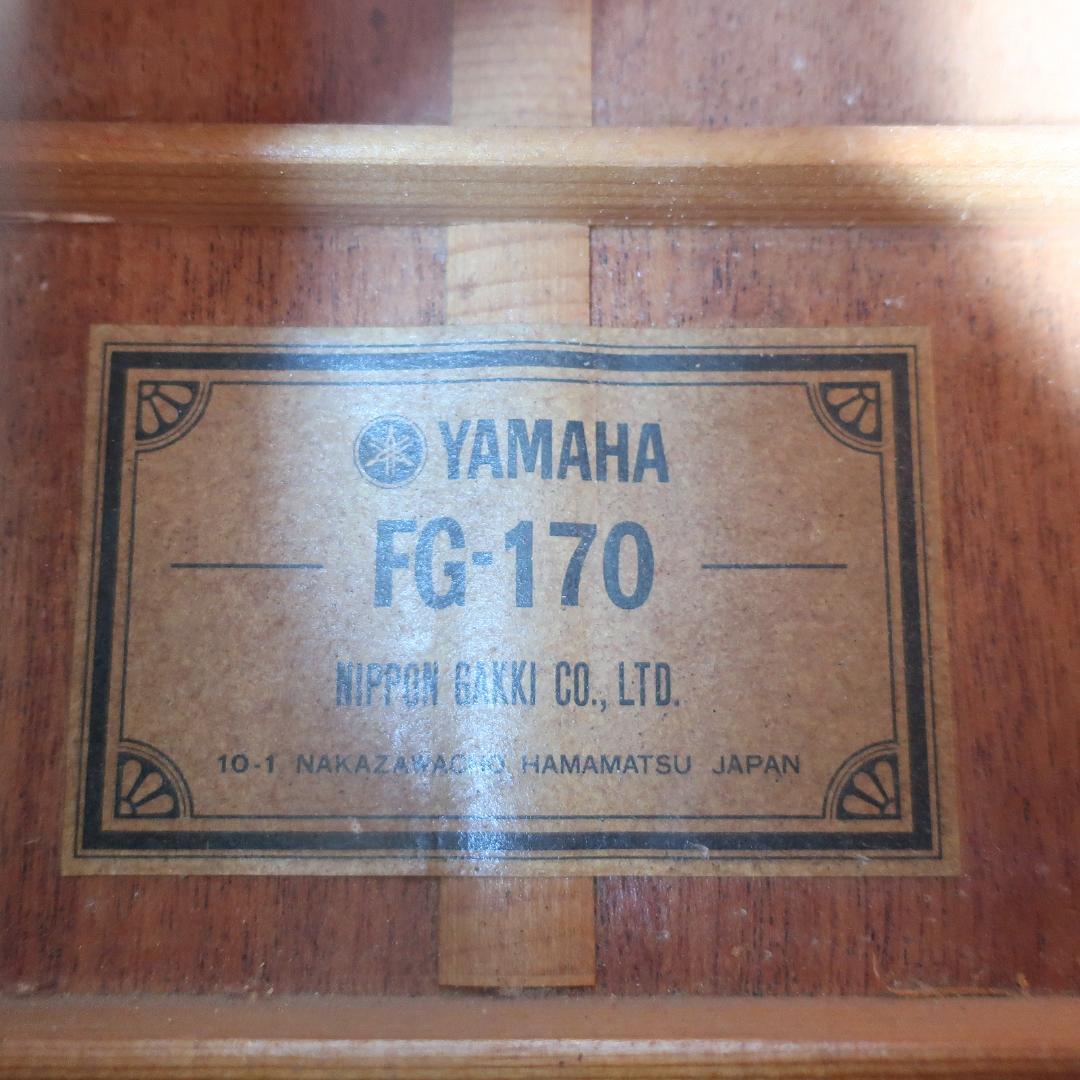 YAMAHA
FG-170
NIPPON GAKKI CO., LTD.
10-1 NAKAZAWACHO HAMAMATSU JAPAN